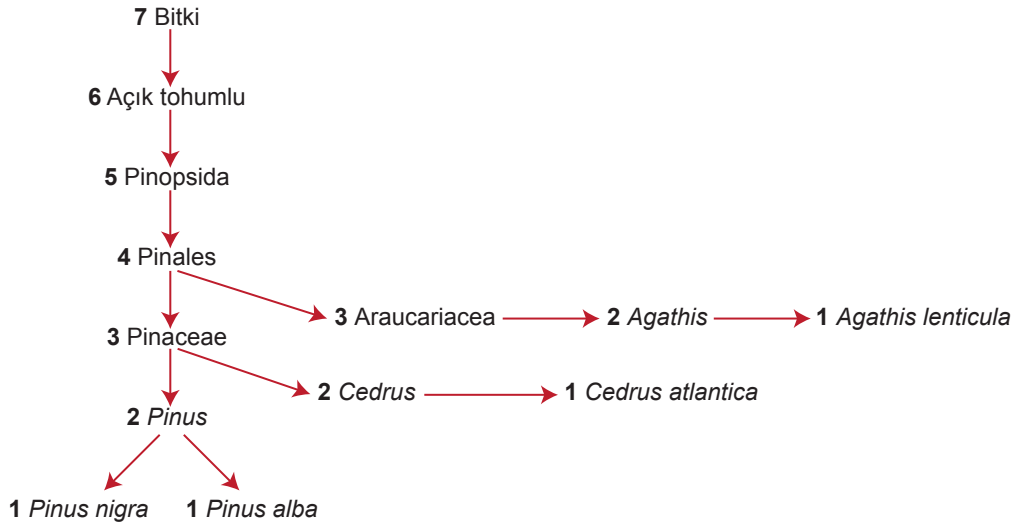 7 Bitki
6 Açık tohumlu
5 Pinopsida
4 Pinales
3 Araucariacea 2 Agathis 1 Agathis lenticula
3 Pinaceae
2 Cedrus 1 Cedrus atlantica
2 Pinus
1 Pinus nigra 1 Pinus alba